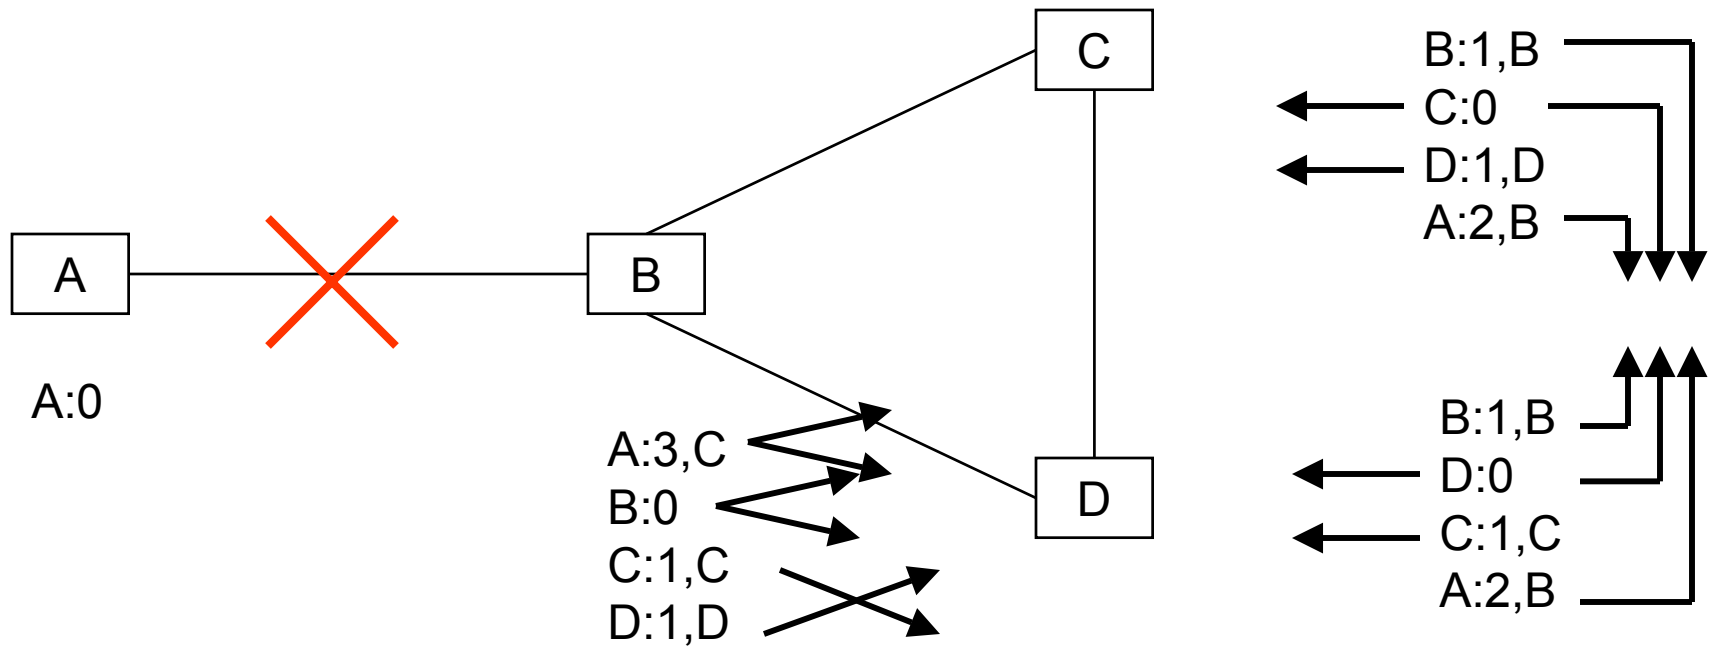 C
B:1,B
C:0
D:1,D
A:2,B
A
B
A:0
A:3,C
B:0
C:1,C
D:1,D
D
B:1,B
D:0
C:1,C
A:2,B